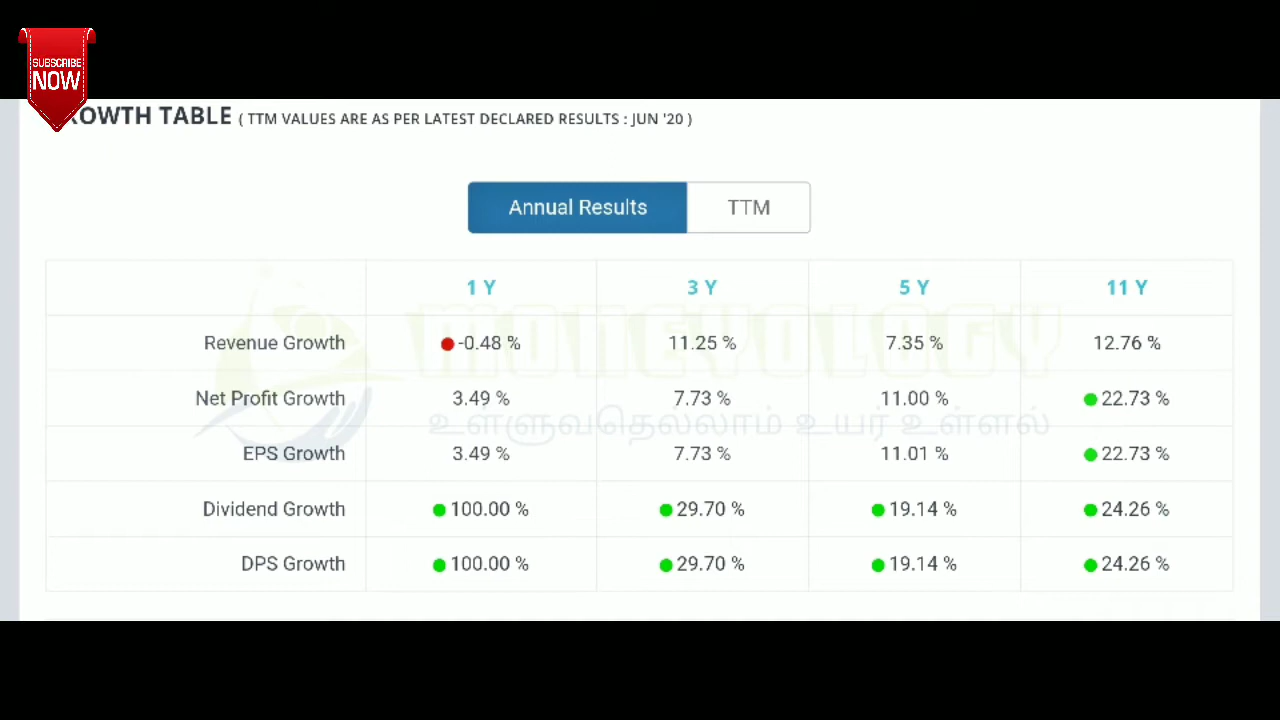 SUBSCRIBE
NOW
ROWTH TABLE ( TTM VALUES ARE AS PER LATEST DECLARED RESULTS : JUN '20 )
Annual Results TTM
1 Y 3 Y 5 Y 11 Y
Revenue Growth -0.48 % 11.25 % 7.35 % 12.76 %
MONEYOLOGY
Net Profit Growth 3.49 % 7.73 % 11.00 % 22.73 %
உள்ளுவதெல்லாம் உயர் உள்ளல்
EPS Growth 3.49 % 7.73 % 11.01 % 22.73 %
Dividend Growth 100.00 % 29.70 % 19.14 % 24.26 %
DPS Growth 100.00 % 29.70 % 19.14 % 24.26 %